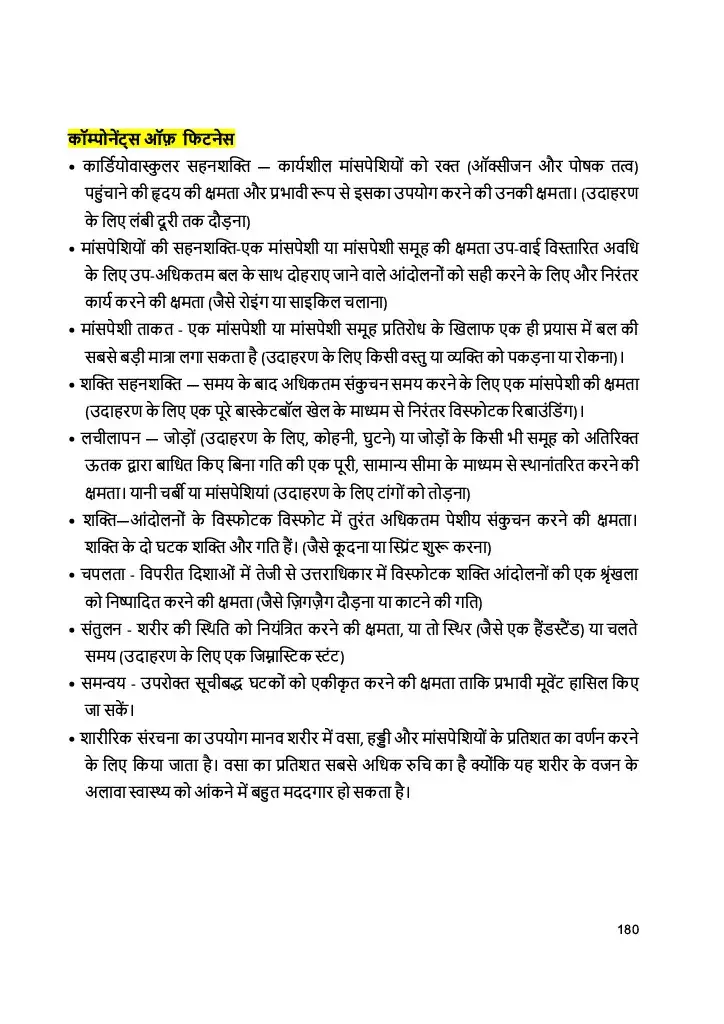 कॉम्पोनेंट्स ऑफ़ फिटनेस
• कार्डियोवास्कुलर सहनशक्ति — कार्यशील मांसपेशियों को रक्त (ऑक्सीजन और पोषक तत्व)
पहुंचाने की हृदय की क्षमता और प्रभावी रूप से इसका उपयोग करने की उनकी क्षमता। (उदाहरण
के लिए लंबी दूरी तक दौड़ना)
• मांसपेशियों की सहनशक्ति-एक मांसपेशी या मांसपेशी समूह की क्षमता उप-वाई विस्तारित अवधि
के लिए उप-अधिकतम बल के साथ दोहराए जाने वाले आंदोलनों को सही करने के लिए और निरंतर
कार्य करने की क्षमता (जैसे रोइंग या साइकिल चलाना)
• मांसपेशी ताकत - एक मांसपेशी या मांसपेशी समूह प्रतिरोध के खिलाफ एक ही प्रयास में बल की
सबसे बड़ी मात्रा लगा सकता है (उदाहरण के लिए किसी वस्तु या व्यक्ति को पकड़ना या रोकना)।
• शक्ति सहनशक्ति — समय के बाद अधिकतम संकुचन समय करने के लिए एक मांसपेशी की क्षमता
(उदाहरण के लिए एक पूरे बास्केटबॉल खेल के माध्यम से निरंतर विस्फोटक रिबाउंडिंग)।
• लचीलापन — जोड़ों (उदाहरण के लिए, कोहनी, घुटने) या जोड़ों के किसी भी समूह को अतिरिक्त
ऊतक द्वारा बाधित किए बिना गति की एक पूरी, सामान्य सीमा के माध्यम से स्थानांतरित करने की
क्षमता। यानी चर्बी या मांसपेशियां (उदाहरण के लिए टांगों को तोड़ना)
• शक्ति—आंदोलनों के विस्फोटक विस्फोट में तुरंत अधिकतम पेशीय संकुचन करने की क्षमता।
शक्ति के दो घटक शक्ति और गति हैं। (जैसे कूदना या स्प्रिंट शुरू करना)
• चपलता - विपरीत दिशाओं में तेजी से उत्तराधिकार में विस्फोटक शक्ति आंदोलनों की एक श्रृंखला
को निष्पादित करने की क्षमता (जैसे ज़िगज़ैग दौड़ना या काटने की गति)
• संतुलन - शरीर की स्थिति को नियंत्रित करने की क्षमता, या तो स्थिर (जैसे एक हैंडस्टैंड) या चलते
समय (उदाहरण के लिए एक जिम्नास्टिक स्टंट)
• समन्वय - उपरोक्त सूचीबद्ध घटकों को एकीकृत करने की क्षमता ताकि प्रभावी मूवेंट हासिल किए
जा सकें।
• शारीरिक संरचना का उपयोग मानव शरीर में वसा, हड्डी और मांसपेशियों के प्रतिशत का वर्णन करने
के लिए किया जाता है। वसा का प्रतिशत सबसे अधिक रुचि का है क्योंकि यह शरीर के वजन के
अलावा स्वास्थ्य को आंकने में बहुत मददगार हो सकता है।
180